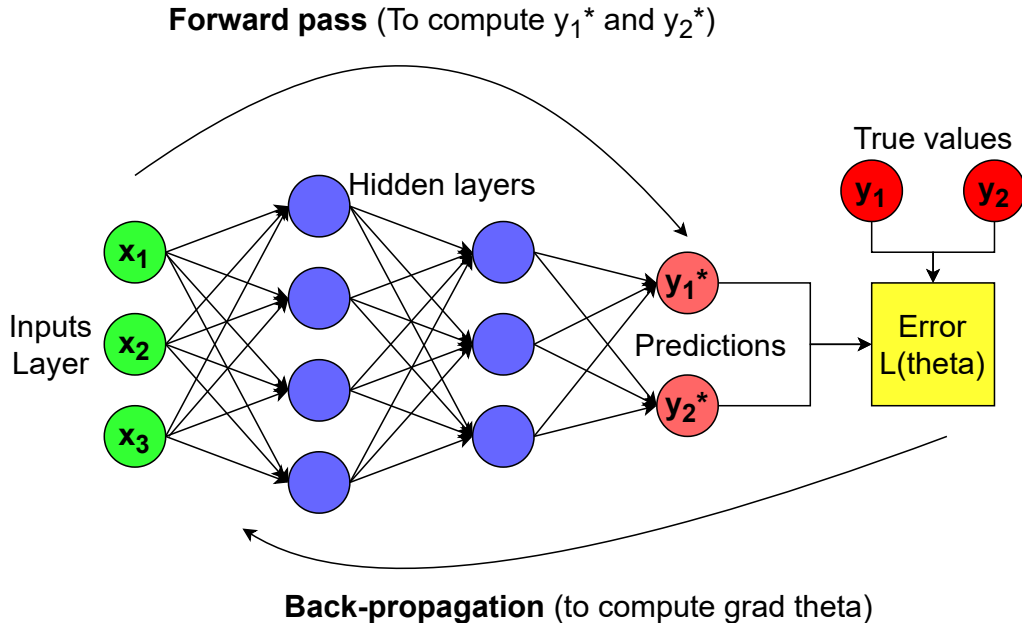 Forward pass (To compute y₁* and y₂*)
True values
y₁ y₂
Hidden layers
x₁
y₁*
Inputs
Layer
x₂
Predictions
Error
L(theta)
x₃
y₂*
Back-propagation (to compute grad theta)